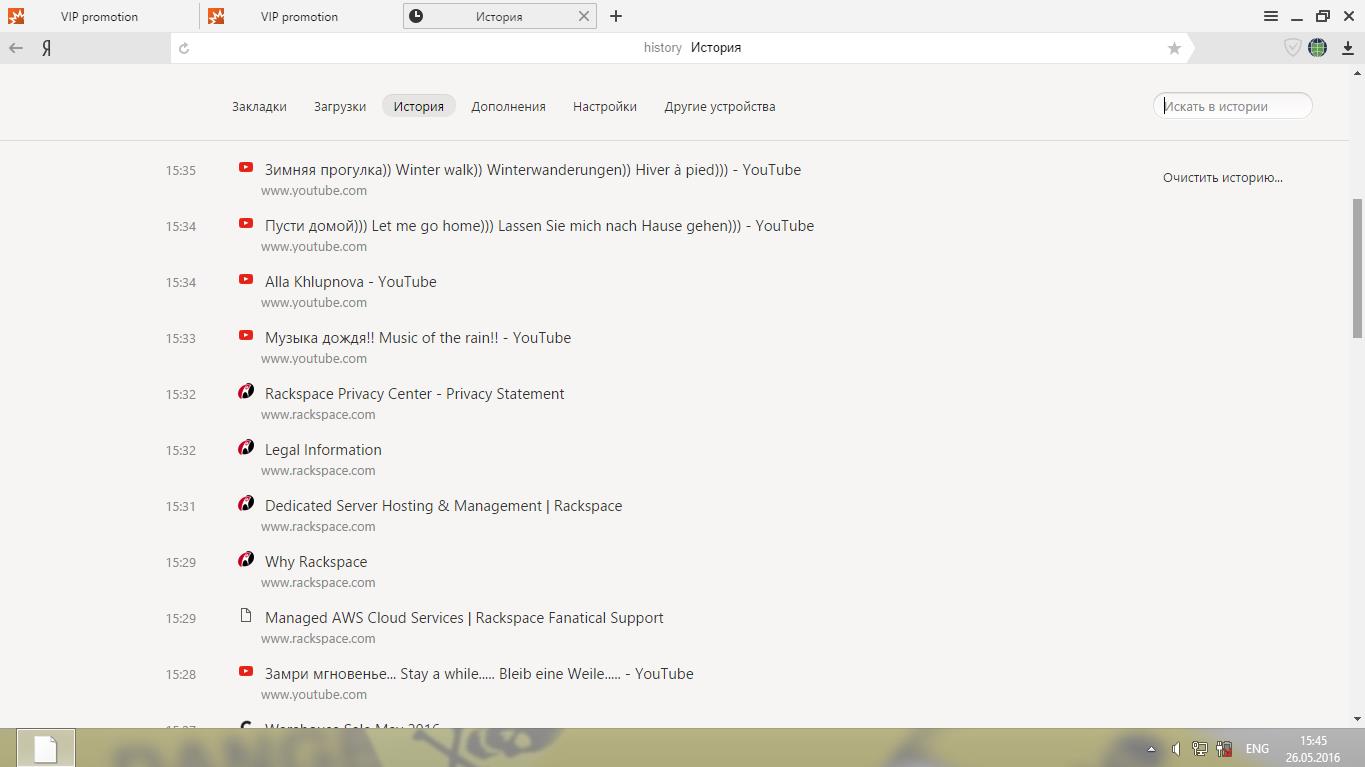 VIP promotion
VIP promotion
История
Я
history История
Закладки
Загрузки
История
Дополнения
Настройки
Другие устройства
Искать в истории
Очистить историю...
15:35 Зимняя прогулка)) Winter walk)) Winterwanderungen)) Hiver à pied))) - YouTube
www.youtube.com
15:34 Пусти домой))) Let me go home))) Lassen Sie mich nach Hause gehen))) - YouTube
www.youtube.com
15:34 Alla Khlupnova - YouTube
www.youtube.com
15:33 Музыка дождя!! Music of the rain!! - YouTube
www.youtube.com
15:32 Rackspace Privacy Center - Privacy Statement
www.rackspace.com
15:32 Legal Information
www.rackspace.com
15:31 Dedicated Server Hosting & Management | Rackspace
www.rackspace.com
15:29 Why Rackspace
www.rackspace.com
15:29 Managed AWS Cloud Services | Rackspace Fanatical Support
www.rackspace.com
15:28 Замри мгновенье... Stay a while..... Bleib eine Weile..... - YouTube
www.youtube.com
15:27 Warehouse Sale May 2016
ENG
15:45
26.05.2016